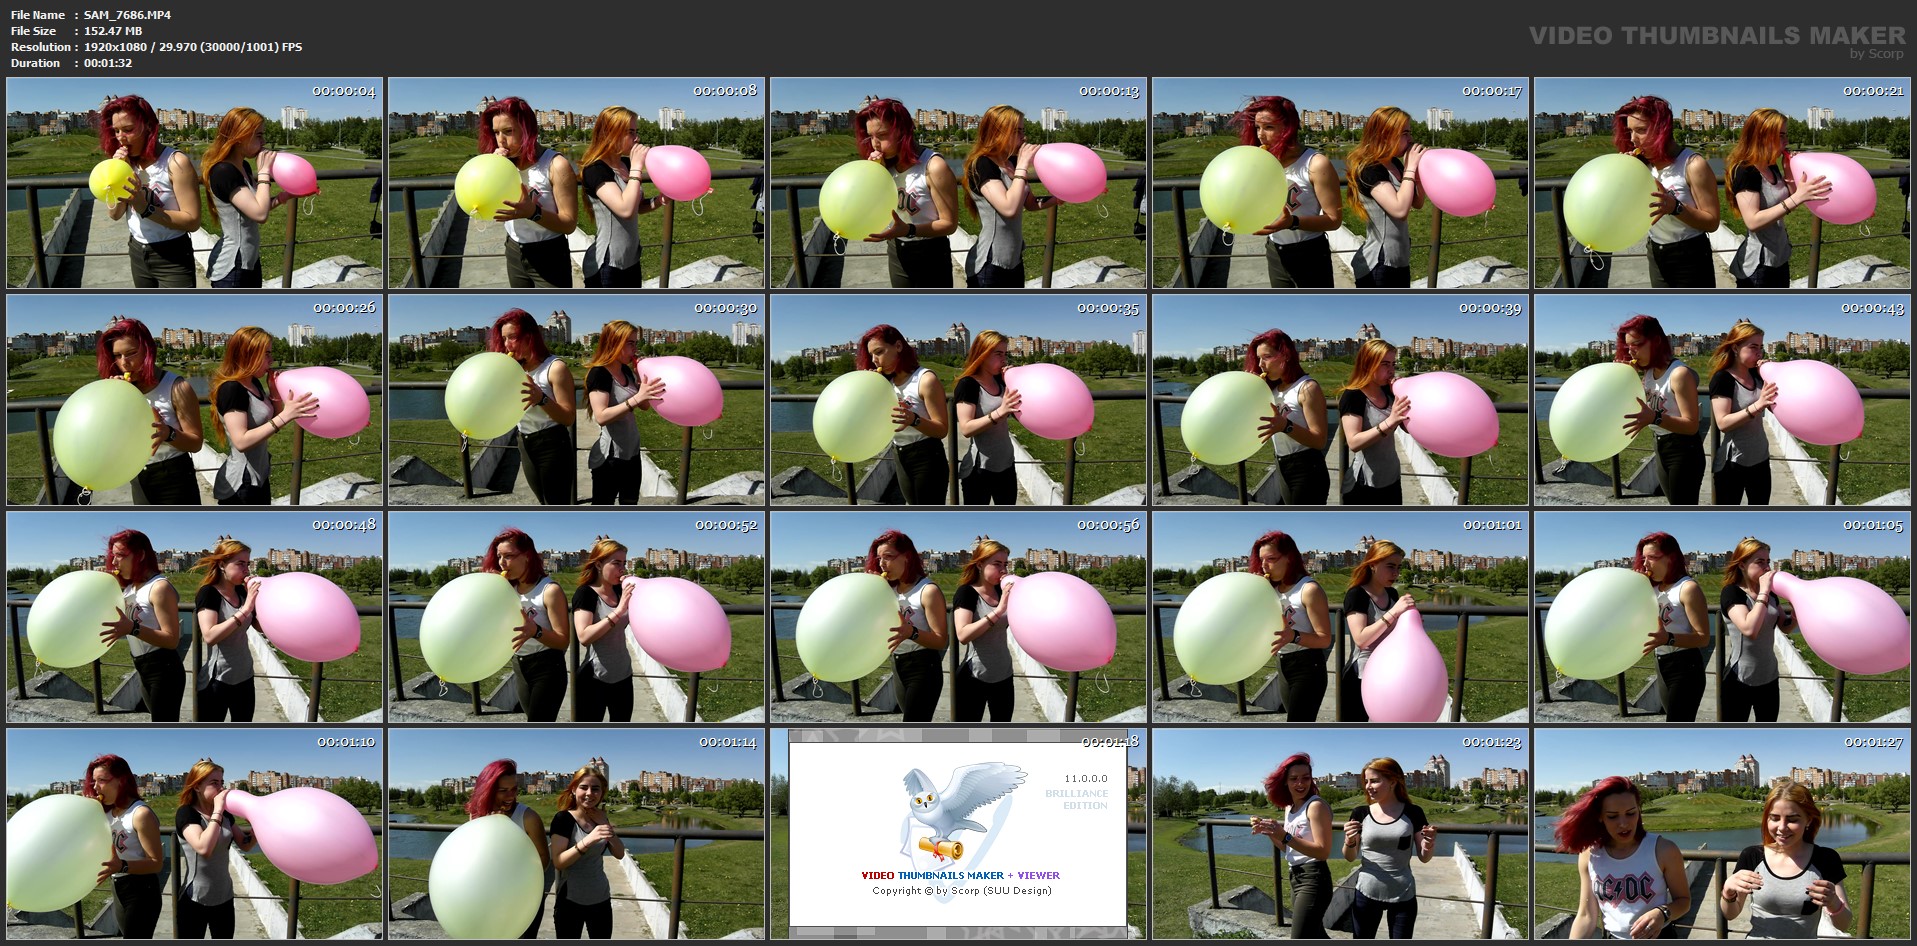 File Name : SAM_7686.MP4
File Size : 152.47 MB
Resolution : 1920x1080 / 29.970 (30000/1001) FPS
Duration : 00:01:32
VIDEO THUMBNAILS MAKER
by Scorp
00:00:04
00:00:08
00:00:13
00:00:17
00:00:21
00:00:26
00:00:30
00:00:35
00:00:39
00:00:43
00:00:48
00:00:52
00:00:56
00:01:01
00:01:05
00:01:10
00:01:14
00:01:18
11.0.0.0
BRILLIANCE
EDITION
VIDEO THUMBNAILS MAKER + VIEWER
Copyright © by Scorp (SUU Design)
00:01:23
00:01:27
AC DC